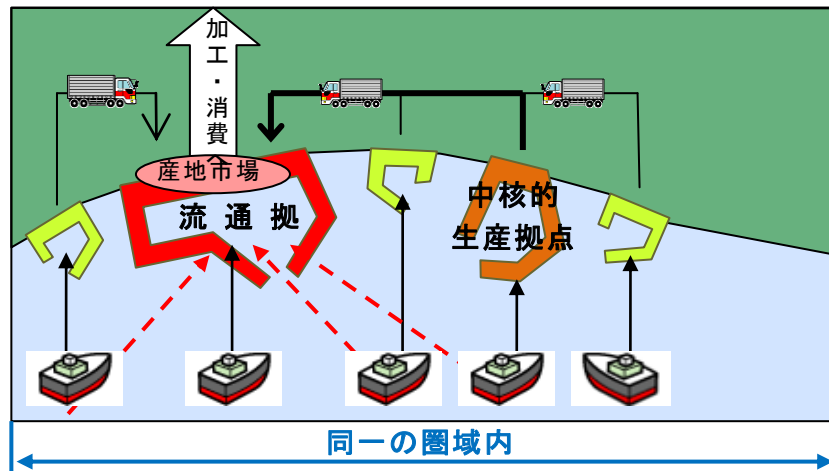 加工・消費
産地市場
流通拠
中核的
生産拠点
同一の圏域内